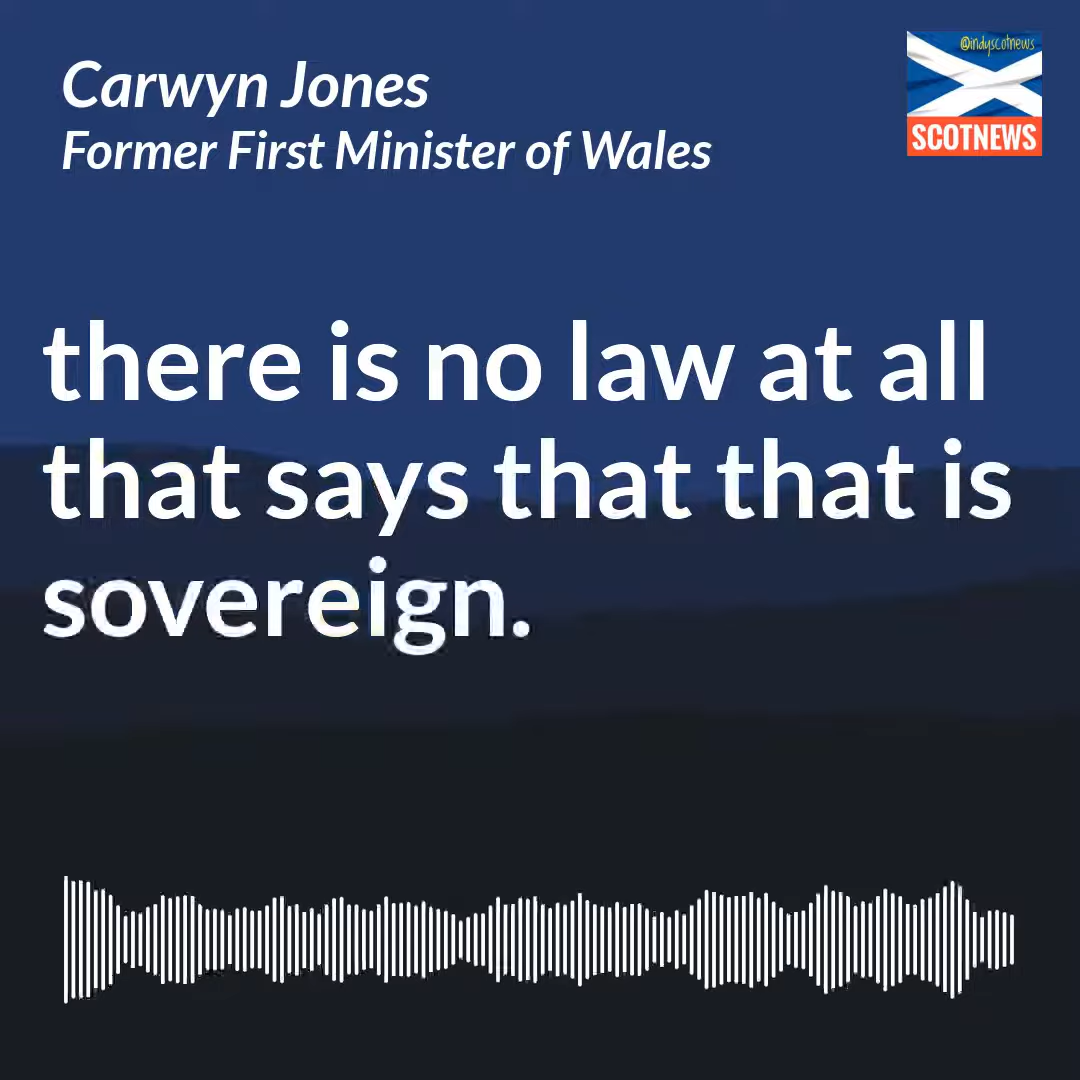 Carwyn Jones
Former First Minister of Wales
@indyscotnews
SCOTNEWS
there is no law at all
that says that that is
sovereign.